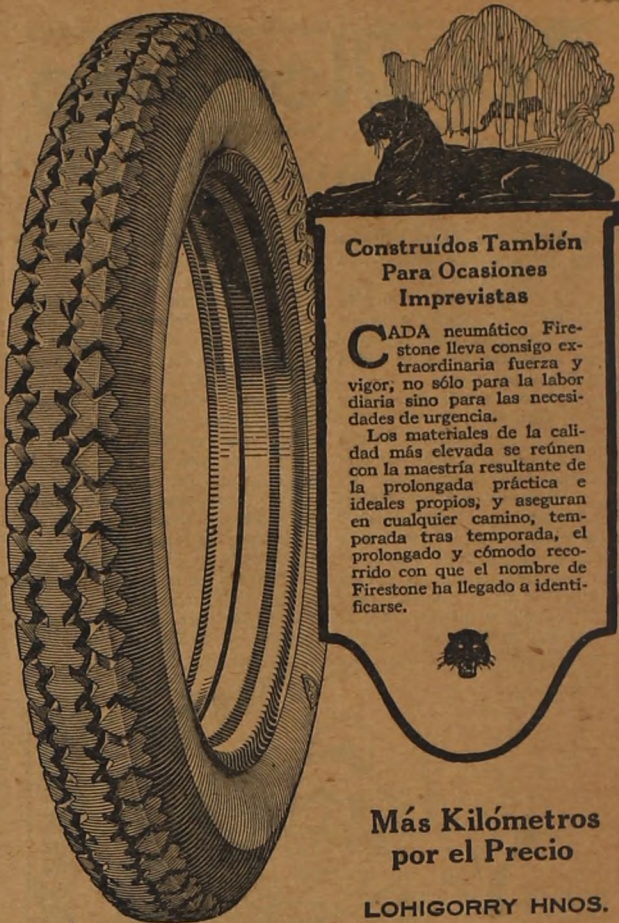 Firestone
Construídos También
Para Ocasiones
Imprevistas
CADA neumático Fire-
stone lleva consigo ex-
traordinaria fuerza y
vigor; no sólo para la labor
diaria sino para las necesi-
dades de urgencia.
Los materiales de la cali-
dad más elevada se reúnen
con la maestría resultante de
la prolongada práctica e
ideales propios; y aseguran
en cualquier camino, tem-
porada tras temporada, el
prolongado y cómodo reco-
rrido con que el nombre de
Firestone ha llegado a identi-
ficarse.
Más Kilómetros
por el Precio
LOHIGORRY HNOS.